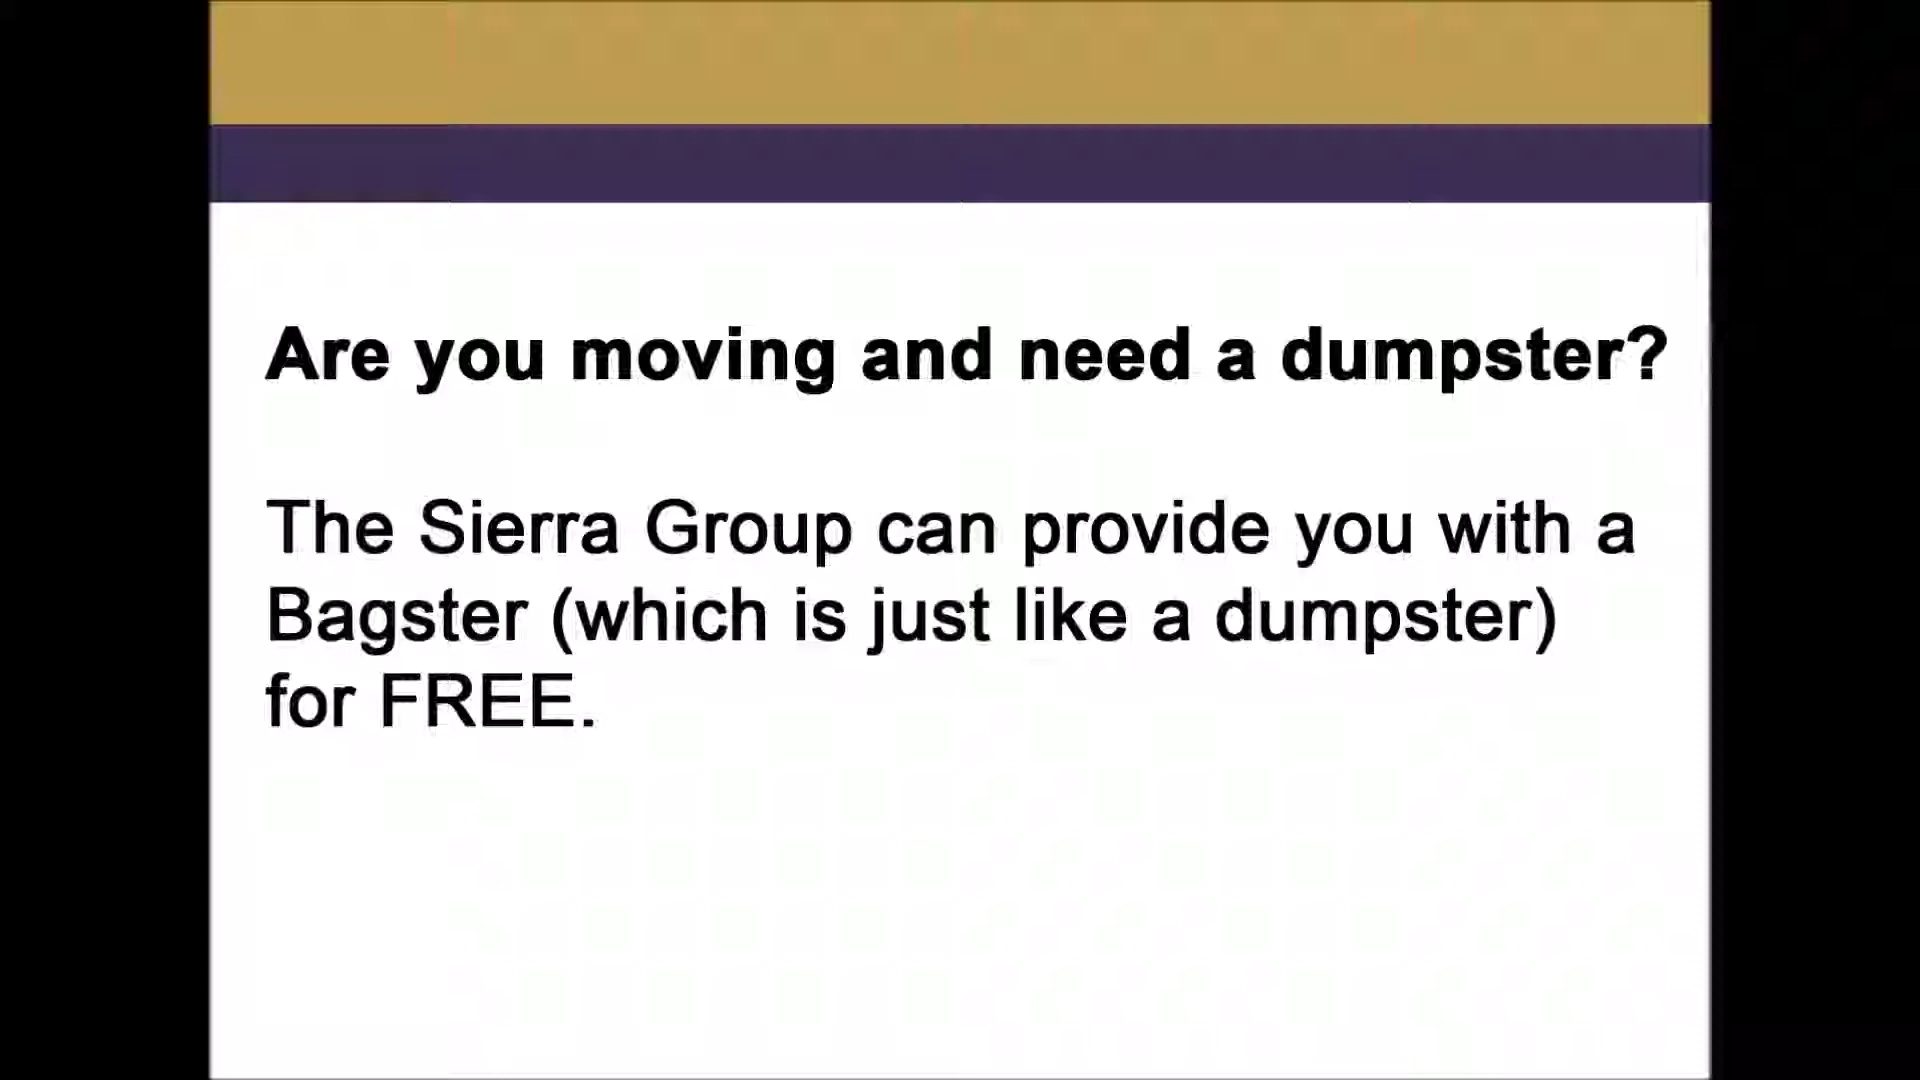 Are you moving and need a dumpster?
The Sierra Group can provide you with a
Bagster (which is just like a dumpster)
for FREE.